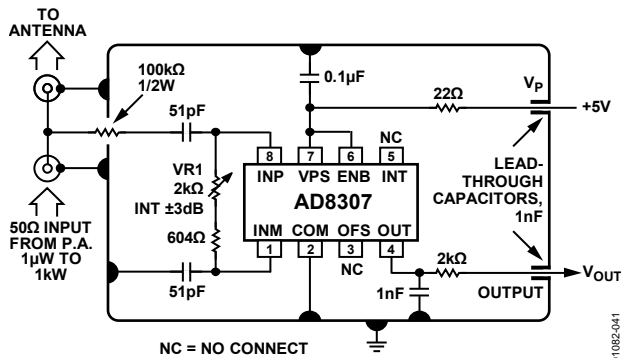 TO
ANTENNA
100kΩ
1/2W
51pF
0.1µF
22Ω
VP
+5V
NC
8 7 6 5
INP VPS ENB INT
VR1
2kΩ
INT ±3dB
AD8307
LEAD-
THROUGH
CAPACITORS,
1nF
604Ω
INM COM OFS OUT
1 2 3 4
NC
50Ω INPUT
FROM P.A.
1µW TO
1kW
51pF
2kΩ
1nF
OUTPUT
VOUT
NC = NO CONNECT
1082-041